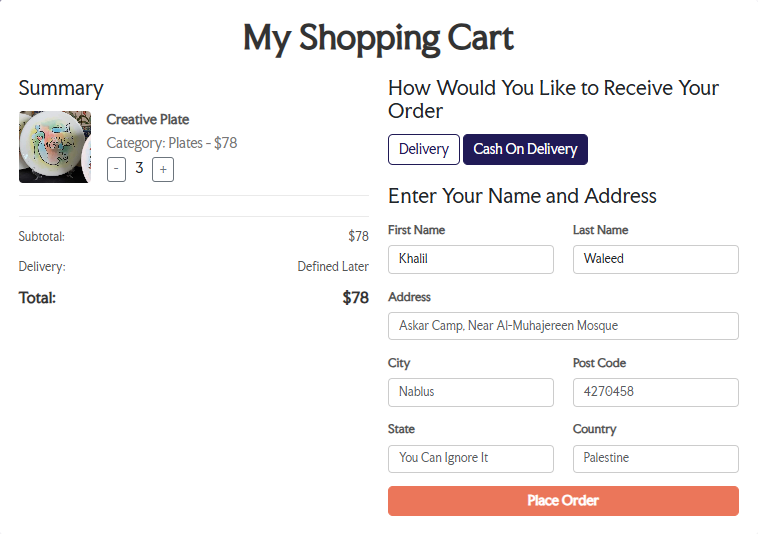 My Shopping Cart
Summary
Creative Plate
Category: Plates - $78
- 3 +
Subtotal: $78
Delivery: Defined Later
Total: $78
How Would You Like to Receive Your
Order
Delivery Cash On Delivery
Enter Your Name and Address
First Name Last Name
Khalil Waleed
Address
Askar Camp, Near Al-Muhajereen Mosque
City Post Code
Nablus 4270458
State Country
You Can Ignore It Palestine
Place Order